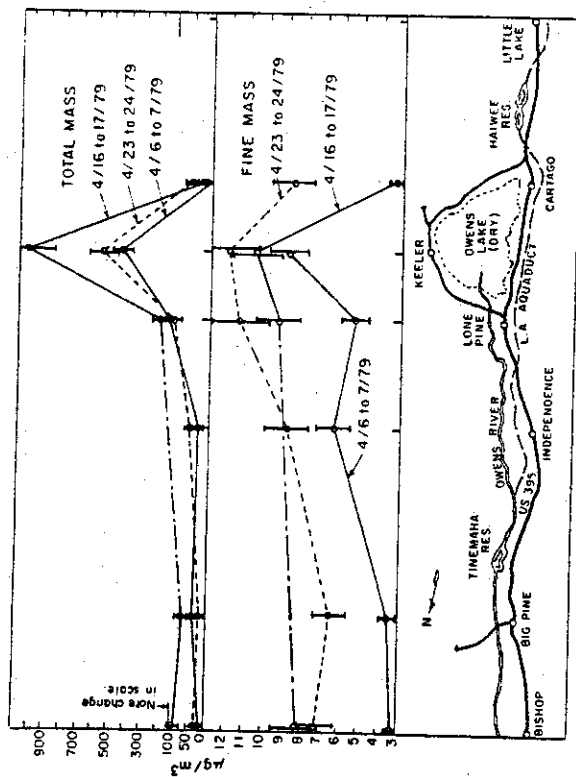 TOTAL MASS
4/16 to 17/79
4/23 to 24/79
4/6 to 7/79
Note change
in scale.
900
700
500
300
100
50
0
µg/m³
FINE MASS
4/23 to 24/79
4/16 to 17/79
4/6 to 7/79
14
13
12
11
10
9
8
7
6
5
4
3
N
BISHOP
BIG PINE
TINEMAHA
RES.
US 395
OWENS RIVER
INDEPENDENCE
LONE
PINE
L.A AQUADUCT
KEELER
OWENS
LAKE
(DRY)
CARTAGO
HAIWEE
RES.
LITTLE
LAKE